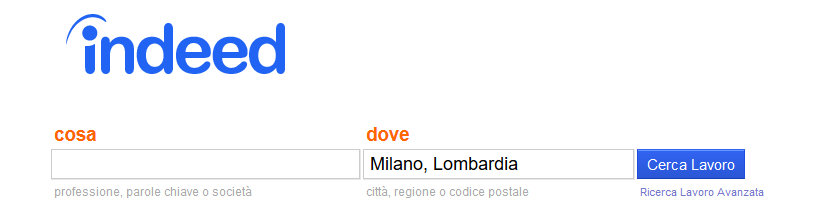 indeed
cosa dove
Milano, Lombardia Cerca Lavoro
professione, parole chiave o società città, regione o codice postale Ricerca Lavoro Avanzata